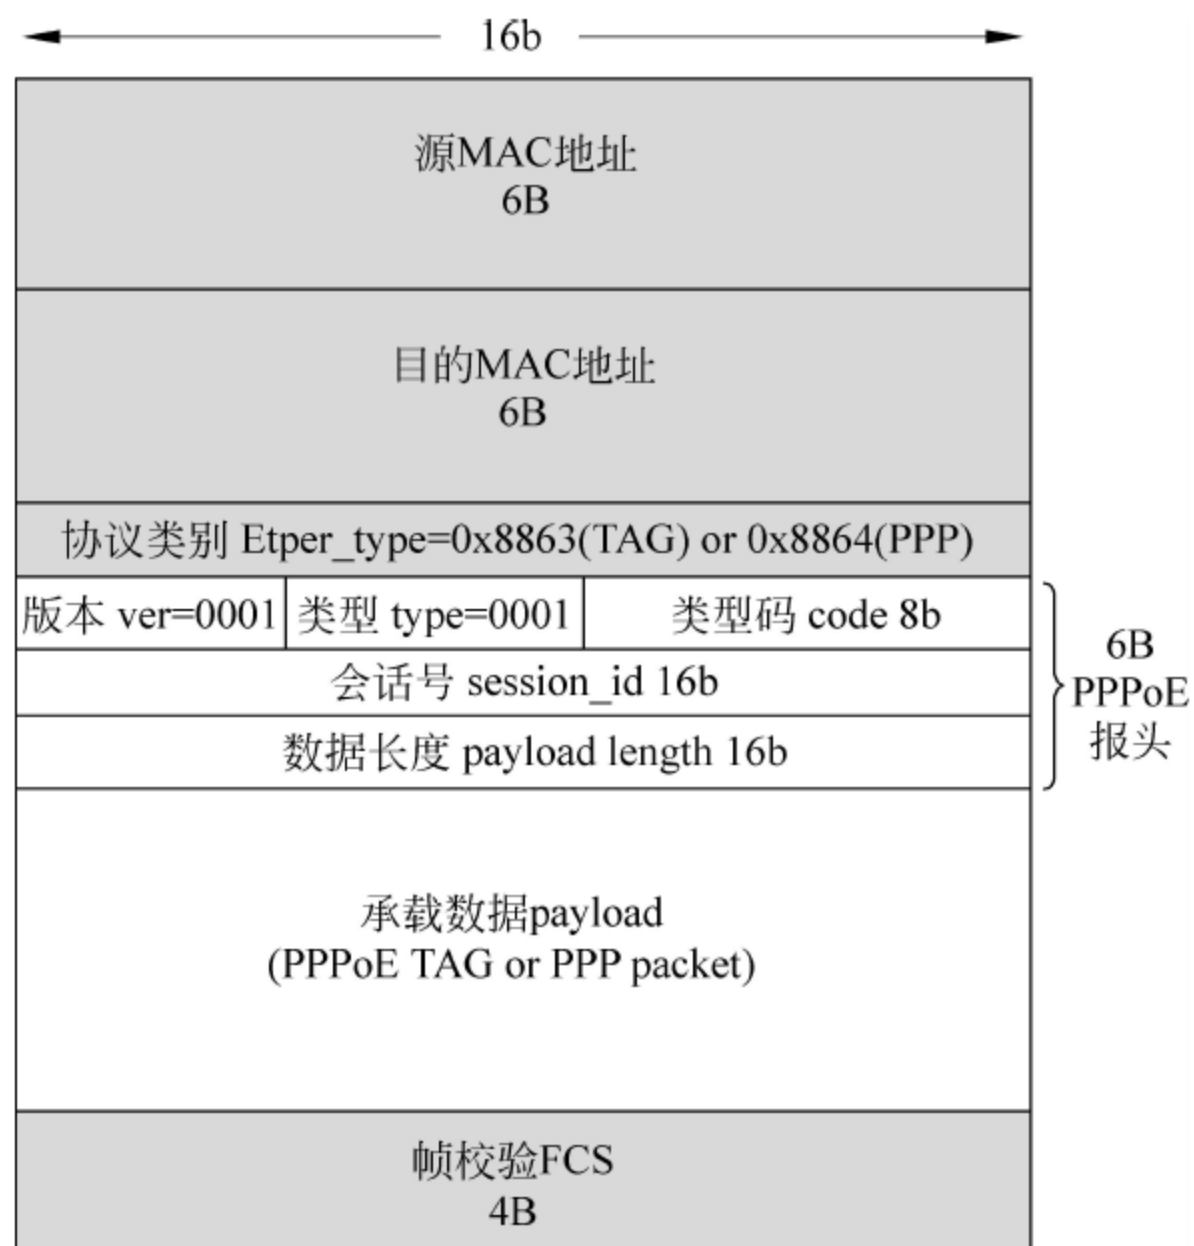 16b
源MAC地址
6B
目的MAC地址
6B
协议类别 Etper_type=0x8863(TAG) or 0x8864(PPP)
版本 ver=0001 类型 type=0001 类型码 code 8b
会话号 session_id 16b
数据长度 payload length 16b
6B
PPPoE
报头
承载数据payload
(PPPoE TAG or PPP packet)
帧校验FCS
4B